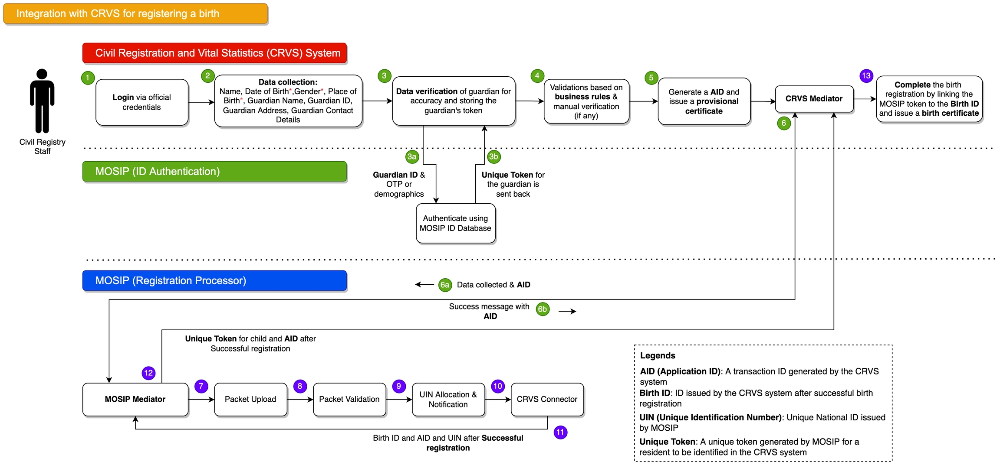 Integration with CRVS for registering a birth
Civil Registration and Vital Statistics (CRVS) System
Civil Registry
Staff
1
Login via official
credentials
2
Data collection:
Name, Date of Birth*,Gender*, Place of
Birth*, Guardian Name, Guardian ID,
Guardian Address, Guardian Contact
Details
3
Data verification of guardian for
accuracy and storing the
guardian's token
4
Validations based on
business rules &
manual verification
(if any)
5
Generate a AID and
issue a provisional
certificate
CRVS Mediator
6
13
Complete the birth
registration by linking the
MOSIP token to the Birth ID
and issue a birth certificate
MOSIP (ID Authentication)
3a
Guardian ID &
OTP or
demographics
3b
Unique Token for
the guardian is
sent back
Authenticate using
MOSIP ID Database
MOSIP (Registration Processor)
6a
Data collected & AID
Success message with
AID
6b
Unique Token for child and AID after
Successful registration
12
MOSIP Mediator
7
Packet Upload
8
Packet Validation
9
UIN Allocation &
Notification
10
CRVS Connector
11
Birth ID and AID and UIN after Successful
registration
Legends
AID (Application ID): A transaction ID generated by the CRVS
system
Birth ID: ID issued by the CRVS system after successful birth
registration
UIN (Unique Identification Number): Unique National ID issued
by MOSIP
Unique Token: A unique token generated by MOSIP for a
resident to be identified in the CRVS system